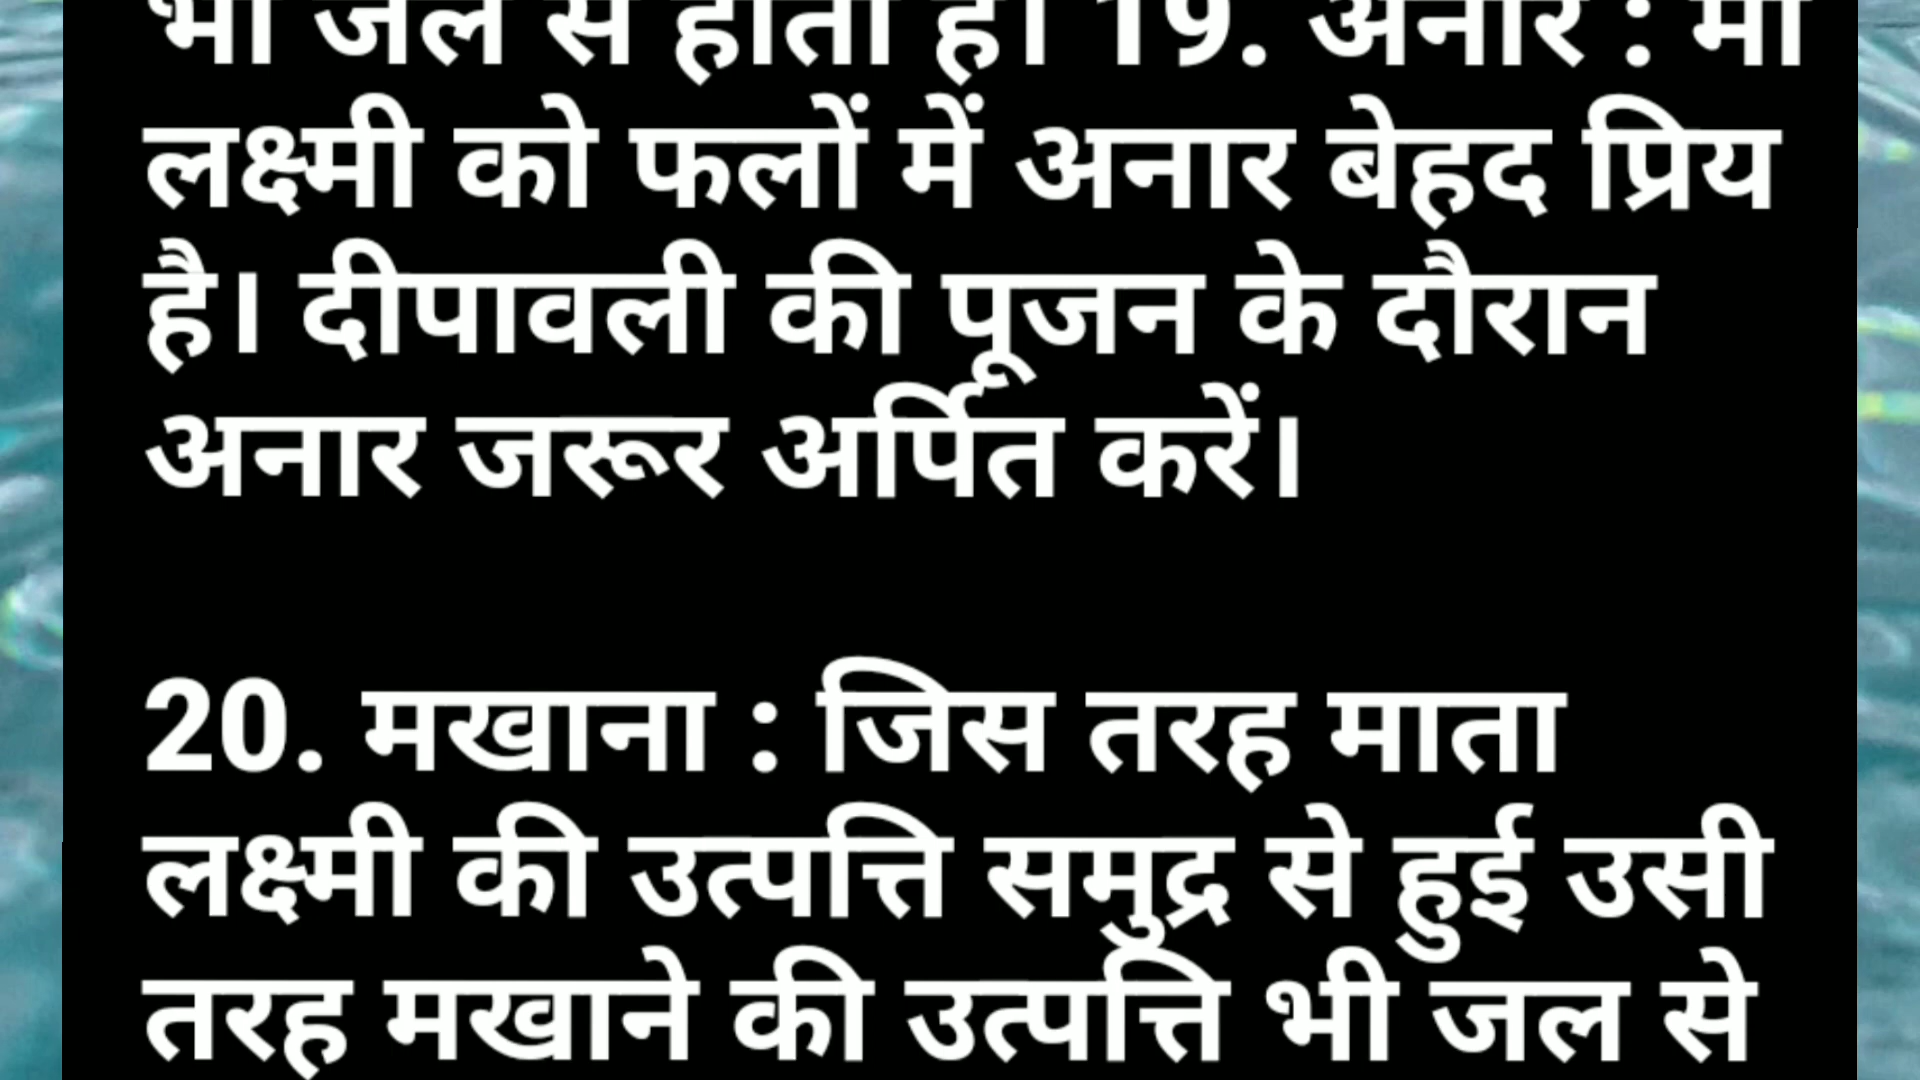 भी जल से होता है। 19. अनार : मां
लक्ष्मी को फलों में अनार बेहद प्रिय
है। दीपावली की पूजन के दौरान
अनार जरूर अर्पित करें।
20. मखाना : जिस तरह माता
लक्ष्मी की उत्पत्ति समुद्र से हुई उसी
तरह मखाने की उत्पत्ति भी जल से